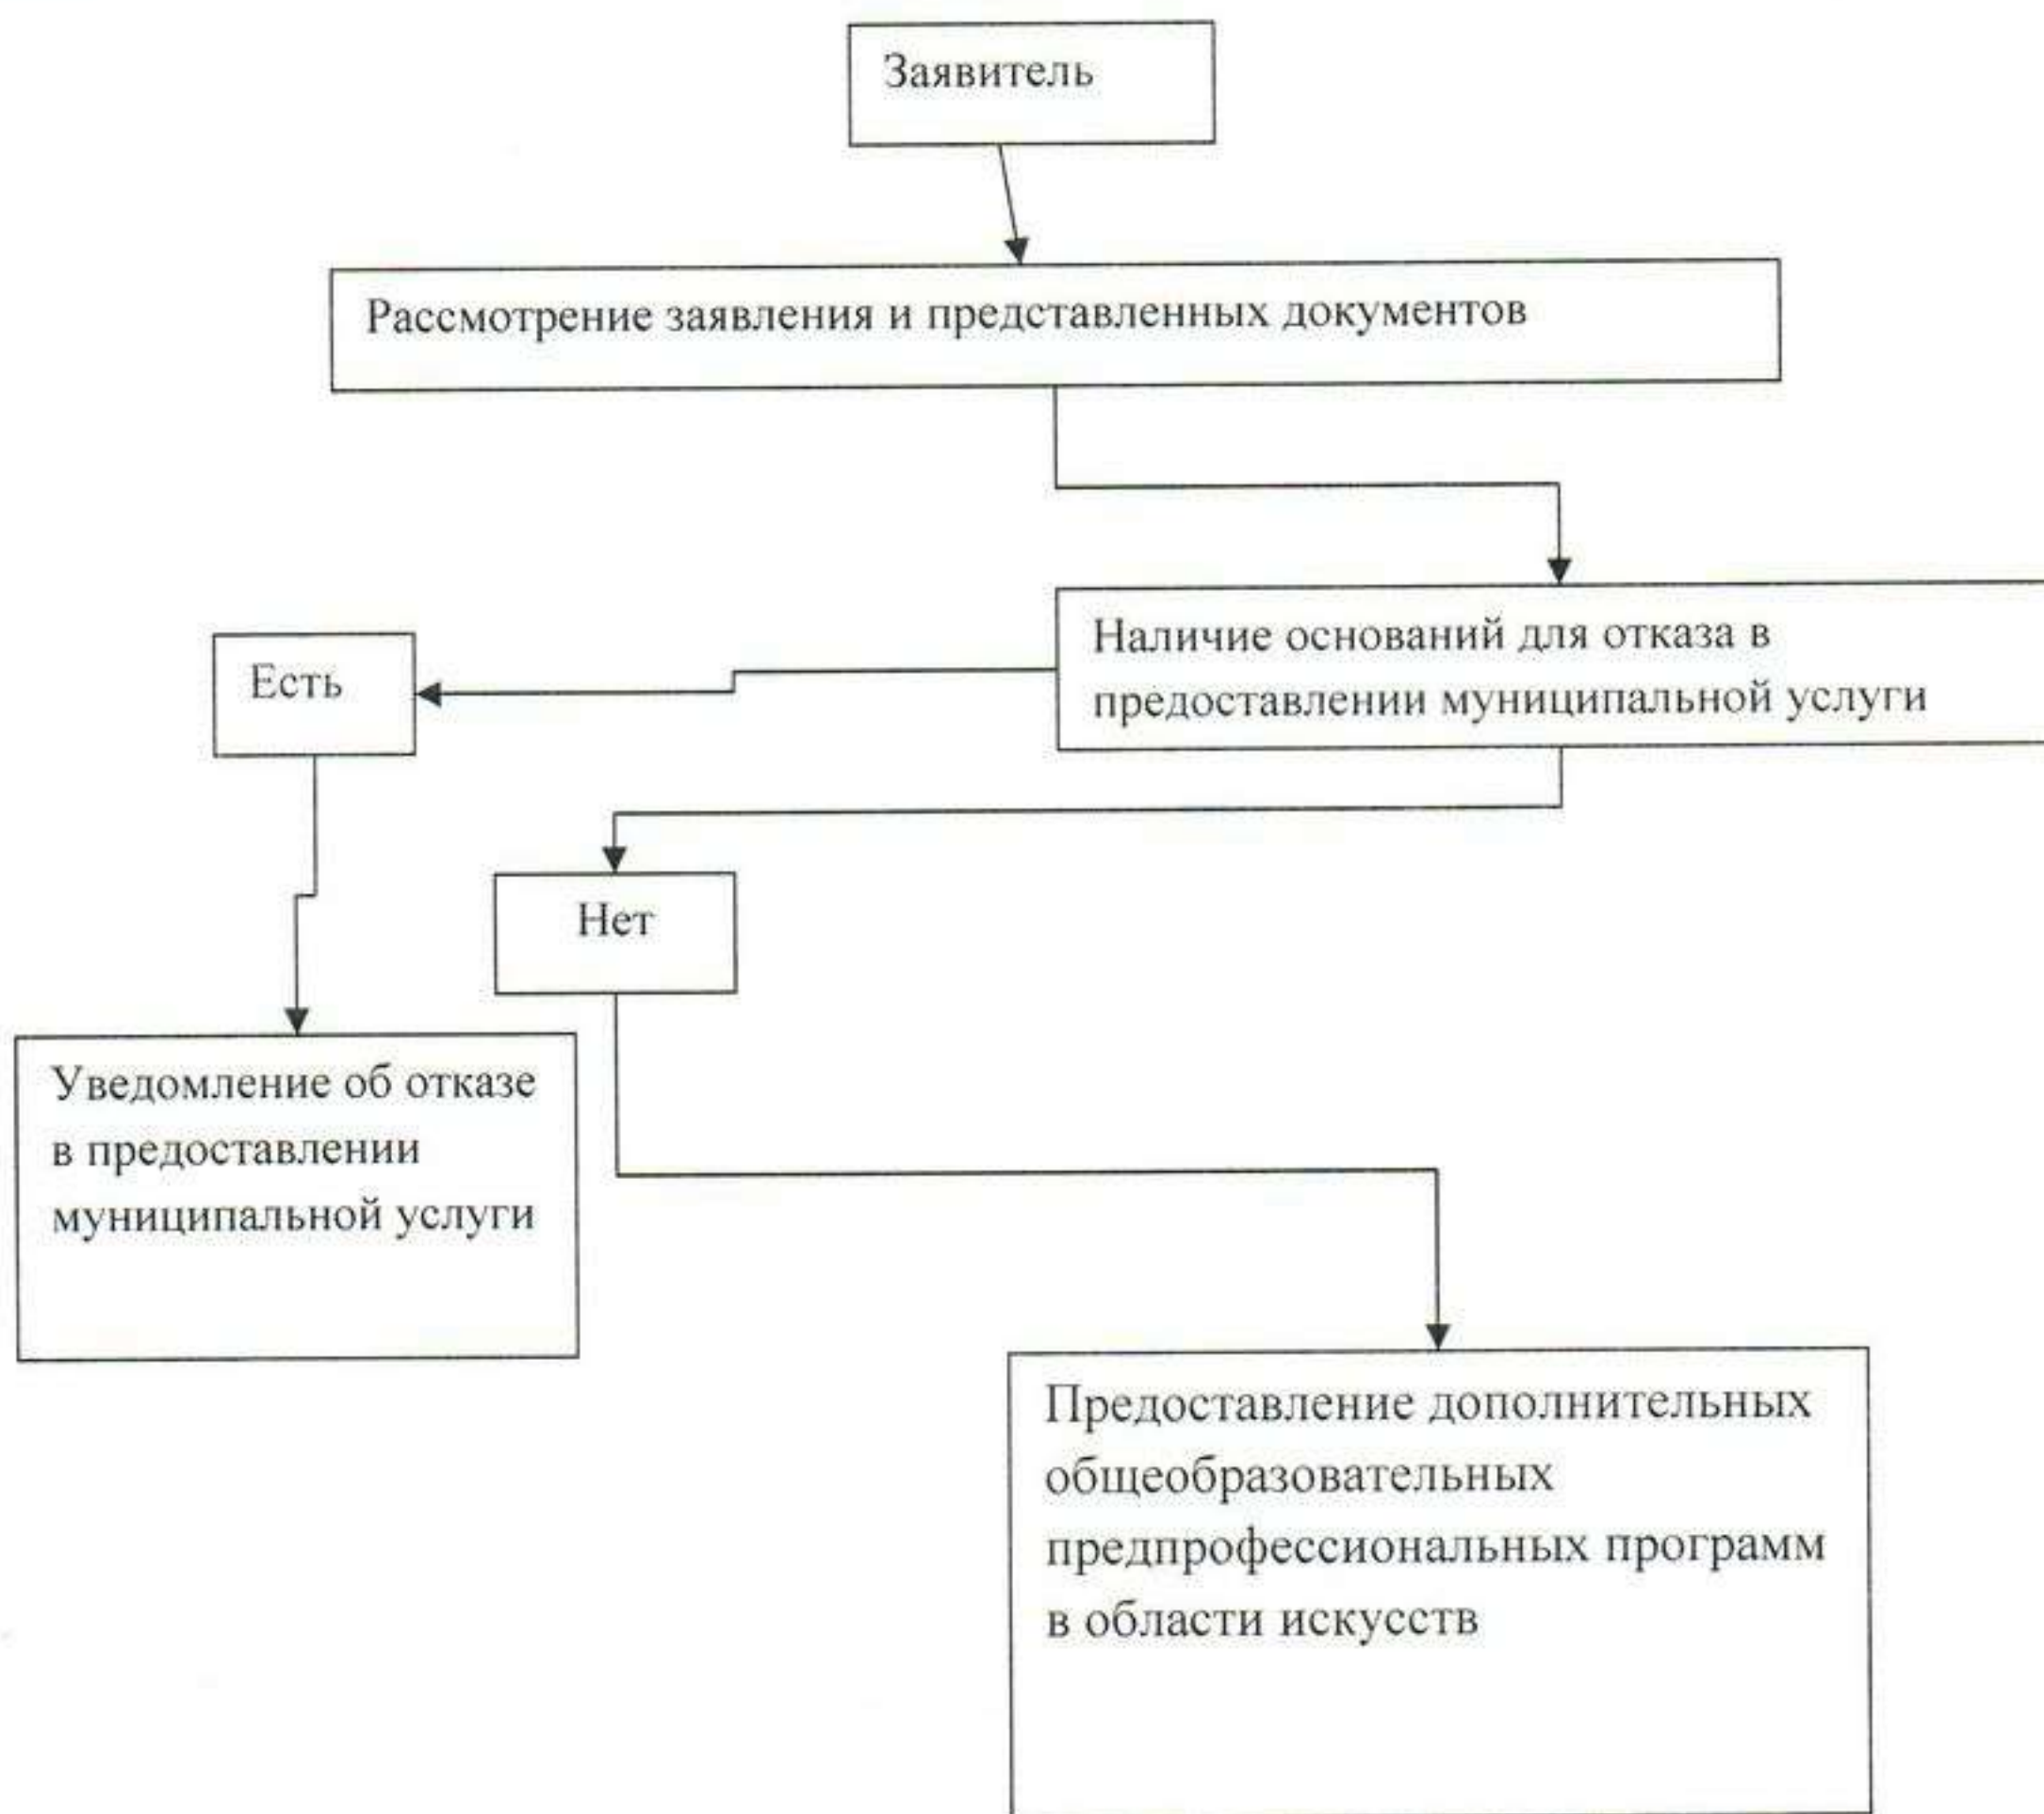 Заявитель
Рассмотрение заявления и представленных документов
Наличие оснований для отказа в
предоставлении муниципальной услуги
Есть
Нет
Уведомление об отказе
в предоставлении
муниципальной услуги
Предоставление дополнительных
общеобразовательных
предпрофессиональных программ
в области искусств